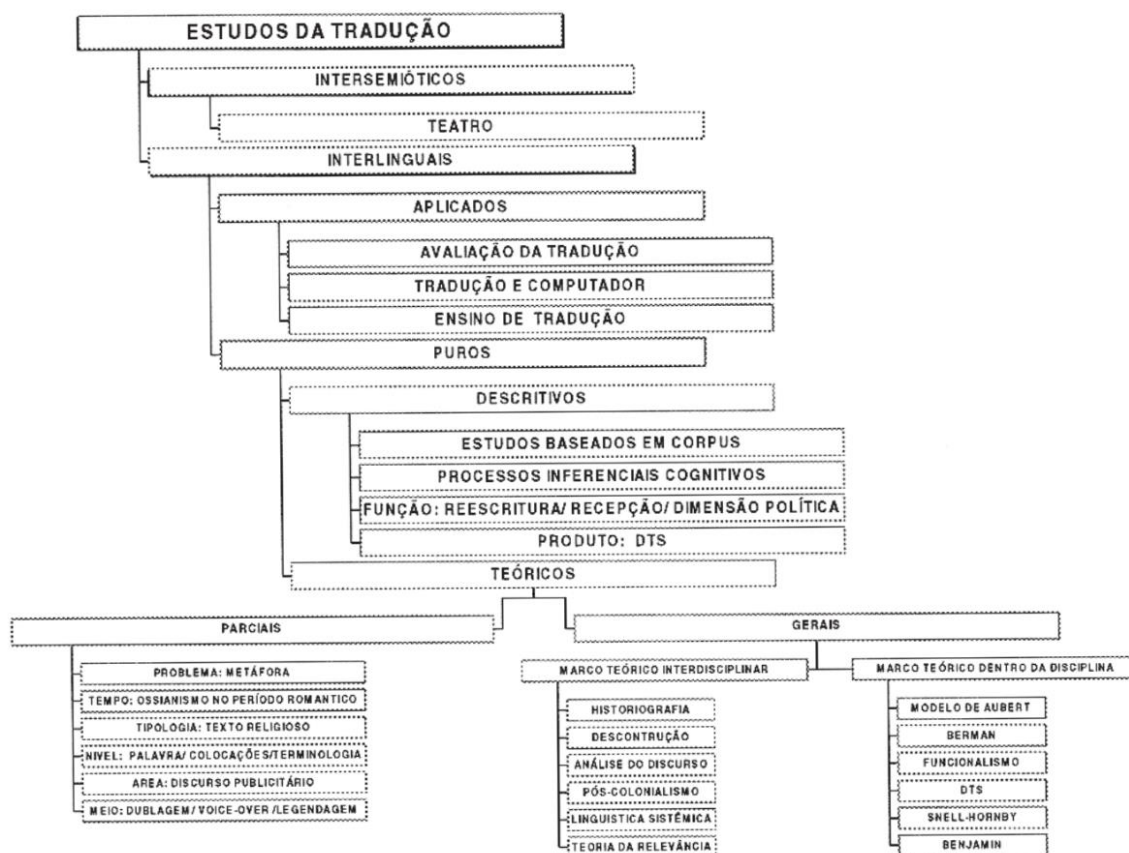 ESTUDOS DA TRADUÇÃO
INTERSEMIÓTICOS
TEATRO
INTERLINGUAIS
APLICADOS
AVALIAÇÃO DA TRADUÇÃO
TRADUÇÃO E COMPUTADOR
ENSINO DE TRADUÇÃO
PUROS
DESCRITIVOS
ESTUDOS BASEADOS EM CORPUS
PROCESSOS INFERENCIAIS COGNITIVOS
FUNÇÃO: REESCRITURA/ RECEPÇÃO/ DIMENSÃO POLÍTICA
PRODUTO: DTS
TEÓRICOS
PARCIAIS
PROBLEMA: METÁFORA
TEMPO: OSSIANISMO NO PERÍODO ROMANTICO
TIPOLOGIA: TEXTO RELIGIOSO
NIVEL: PALAVRA/ COLOCAÇÕES/TERMINOLOGIA
AREA: DISCURSO PUBLICITÁRIO
MEIO: DUBLAGEM/ VOICE-OVER /LEGENDAGEM
GERAIS
MARCO TEÓRICO INTERDISCIPLINAR
HISTORIOGRAFIA
DESCONTRUÇÃO
ANÁLISE DO DISCURSO
PÓS-COLONIALISMO
LINGUISTICA SISTÊMICA
TEORIA DA RELEVÂNCIA
MARCO TEÓRICO DENTRO DA DISCIPLINA
MODELO DE AUBERT
BERMAN
FUNCIONALISMO
DTS
SNELL-HORNBY
BENJAMIN